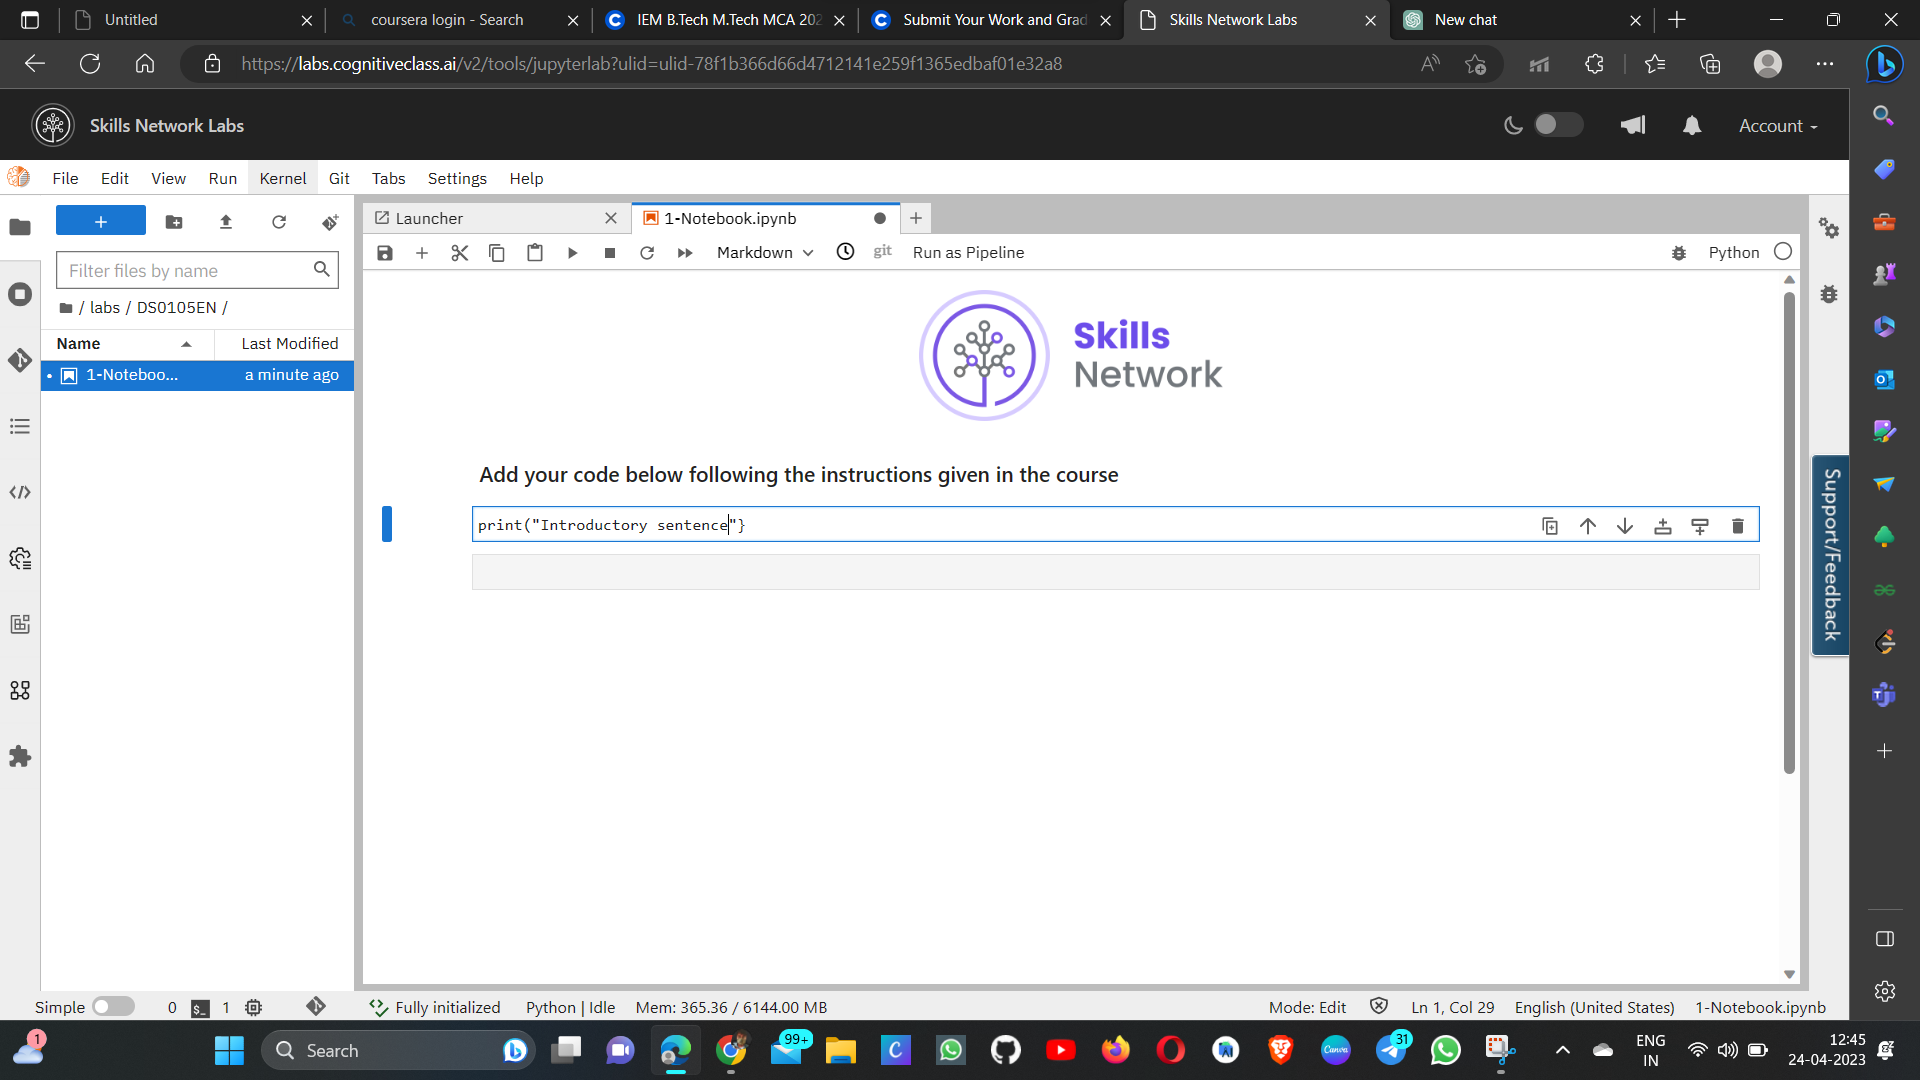 Untitled
coursera login - Search
IEM B.Tech M.Tech MCA 202
Submit Your Work and Grad
Skills Network Labs
New chat
https://labs.cognitiveclass.ai/v2/tools/jupyterlab?ulid=ulid-78f1b366d66d4712141e259f1365edbaf01e32a8
Skills Network Labs
Account
File Edit View Run Kernel Git Tabs Settings Help
Launcher
1-Notebook.ipynb
Filter files by name
/ labs / DS0105EN /
Name Last Modified
1-Noteboo... a minute ago
Markdown
git
Run as Pipeline
Python
Skills
Network
Add your code below following the instructions given in the course
print("Introductory sentence"}
Support/Feedback
Simple 0 1 Fully initialized Python | Idle Mem: 365.36 / 6144.00 MB
Mode: Edit Ln 1, Col 29 English (United States) 1-Notebook.ipynb
1
Search
99+
Canva
31
ENG
IN
12:45
24-04-2023